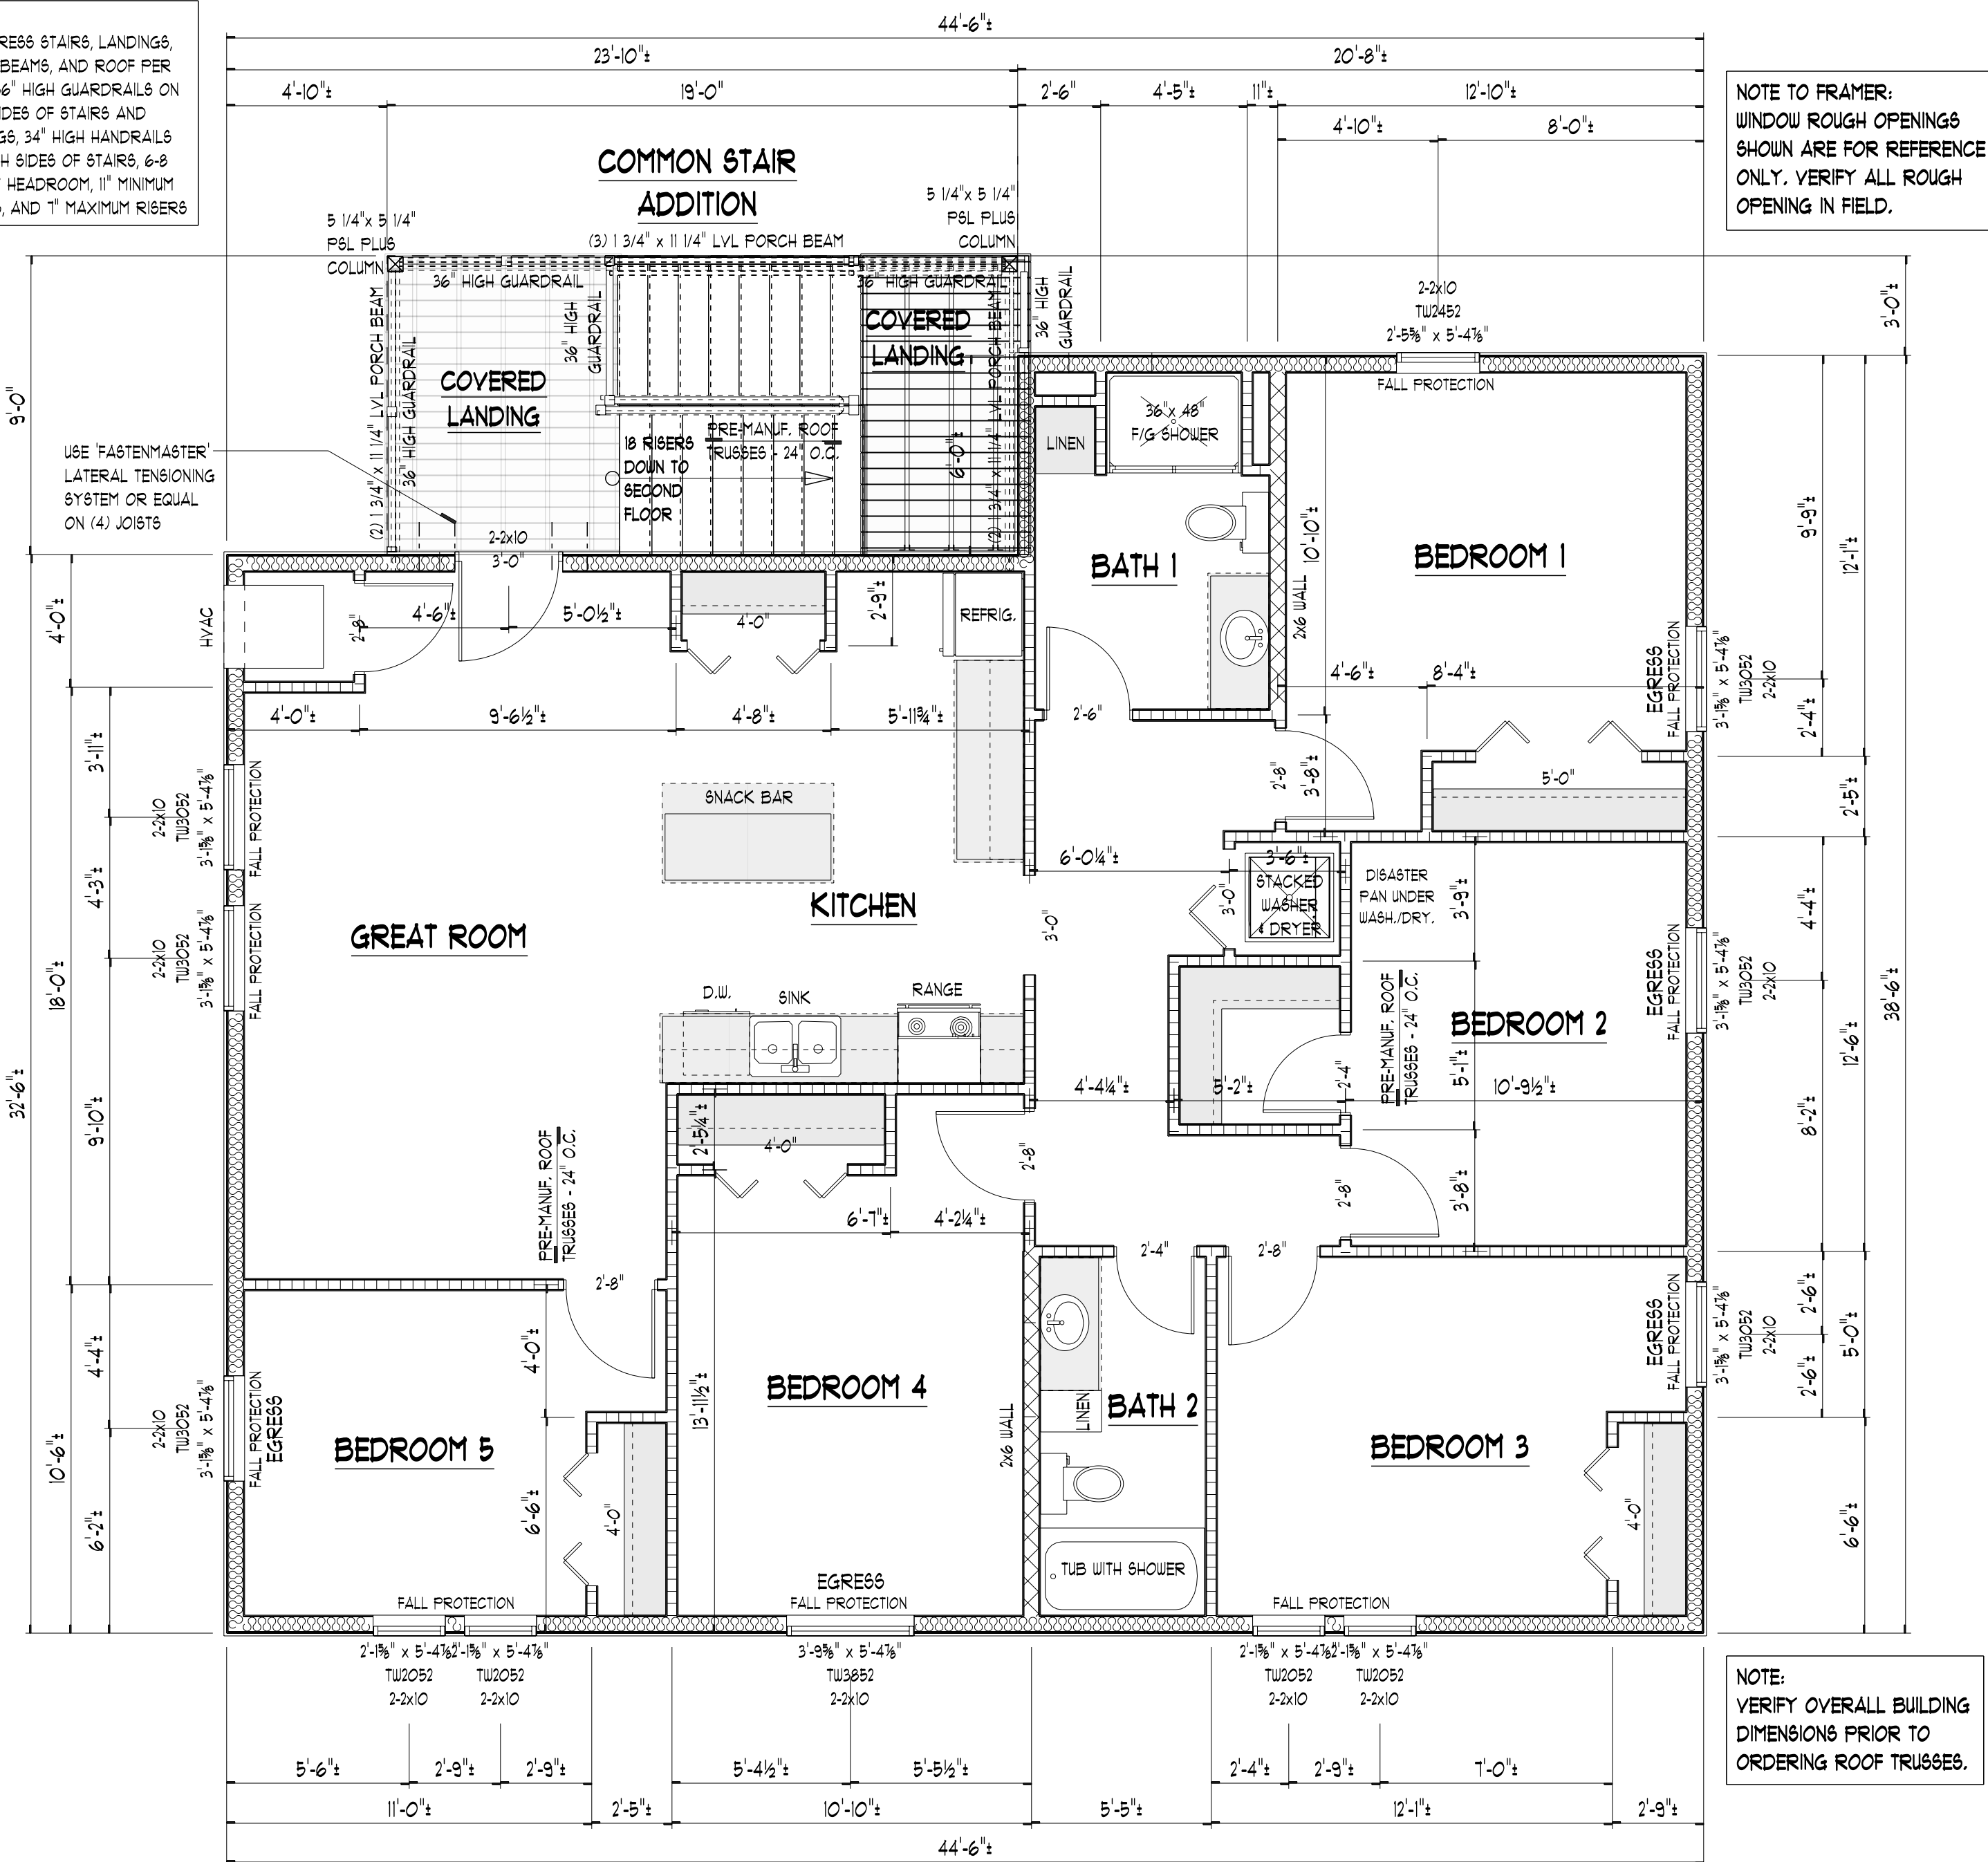 RESS STAIRS, LANDINGS,
BEAMS, AND ROOF PER
36" HIGH GUARDRAILS ON
IDES OF STAIRS AND
GS, 34" HIGH HANDRAILS
H SIDES OF STAIRS, 6-8
HEADROOM, 11" MINIMUM
, AND 7" MAXIMUM RISERS
44'-6"±
23'-10"±
20'-8"±
4'-10"±
19'-0"
2'-6"
4'-5"±
11"±
12'-10"±
4'-10"±
8'-0"±
NOTE TO FRAMER:
WINDOW ROUGH OPENINGS
SHOWN ARE FOR REFERENCE
ONLY. VERIFY ALL ROUGH
OPENING IN FIELD.
COMMON STAIR
ADDITION
(3) 1 3/4" x 11 1/4" LVL PORCH BEAM
5 1/4"x 5 1/4"
PSL PLUS
COLUMN
5 1/4"x 5 1/4"
PSL PLUS
COLUMN
36" HIGH GUARDRAIL
36" HIGH GUARDRAIL
36" HIGH
GUARDRAIL
36" HIGH
GUARDRAIL
(2) 1 3/4" x 11 1/4" LVL PORCH BEAM
36" HIGH GUARDRAIL
COVERED
LANDING
COVERED
LANDING
(2) 1 3/4" x 11 1/4" LVL PORCH BEAM
6'-0"±
18 RISERS
DOWN TO
SECOND
FLOOR
PRE-MANUF. ROOF
TRUSSES - 24" O.C.
USE 'FASTENMASTER'
LATERAL TENSIONING
SYSTEM OR EQUAL
ON (4) JOISTS
9'-0"±
2-2x10
3'-0"
2-2x10
TW2452
2'-5⅝" x 5'-4⅞"
FALL PROTECTION
3'-0"±
36"x 48"
F/G SHOWER
LINEN
BATH 1
10'-10"±
2x6 WALL
BEDROOM 1
9'-9"±
12'-1"±
HVAC
4'-0"±
2'-8"
4'-6"±
5'-0½"±
4'-0"
2'-9"±
REFRIG.
4'-0"±
9'-6½"±
4'-8"±
5'-11¾"±
2'-6"
4'-6"±
8'-4"±
EGRESS
FALL PROTECTION
3'-1⅝" x 5'-4⅞"
TW3052
2-2x10
2'-4"±
2'-8"
3'-8"±
5'-0"
2'-5"±
3'-11"±
2-2x10
TW3052
3'-1⅝" x 5'-4⅞"
FALL PROTECTION
SNACK BAR
4'-3"±
2-2x10
TW3052
3'-1⅝" x 5'-4⅞"
FALL PROTECTION
GREAT ROOM
KITCHEN
3'-0"
6'-0¼"±
3'-6"±
3'-0"
STACKED
WASHER
& DRYER
DISASTER
PAN UNDER
WASH./DRY.
3'-9"±
4'-4"±
EGRESS
FALL PROTECTION
3'-1⅝" x 5'-4⅞"
TW3052
2-2x10
38'-6"±
18'-0"±
D.W.
SINK
RANGE
BEDROOM 2
PRE-MANUF. ROOF
TRUSSES - 24" O.C.
12'-6"±
32'-6"±
9'-10"±
4'-4¼"±
5'-2"±
2'-4"
5'-1"±
10'-9½"±
8'-2"±
2'-5¼"±
4'-0"
PRE-MANUF. ROOF
TRUSSES - 24" O.C.
2'-8"
2'-8"
3'-8"±
6'-7"±
4'-2¼"±
2'-4"
2'-8"
2'-8"
4'-0"±
4'-4"±
10'-6"±
2-2x10
TW3052
3'-1⅝" x 5'-4⅞"
FALL PROTECTION
EGRESS
BEDROOM 5
13'-11½"±
BEDROOM 4
2x6 WALL
LINEN
BATH 2
BEDROOM 3
EGRESS
FALL PROTECTION
3'-1⅝" x 5'-4⅞"
TW3052
2-2x10
2'-6"±
2'-6"±
5'-0"±
6'-2"±
6'-6"±
4'-0"
4'-0"
6'-6"±
TUB WITH SHOWER
EGRESS
FALL PROTECTION
FALL PROTECTION
FALL PROTECTION
2'-1⅝" x 5'-4⅞"
2'-1⅝" x 5'-4⅞"
TW2052
TW2052
2-2x10
2-2x10
3'-9⅝" x 5'-4⅞"
TW3852
2-2x10
2'-1⅝" x 5'-4⅞"
2'-1⅝" x 5'-4⅞"
TW2052
TW2052
2-2x10
2-2x10
NOTE:
VERIFY OVERALL BUILDING
DIMENSIONS PRIOR TO
ORDERING ROOF TRUSSES.
5'-6"±
2'-9"±
2'-9"±
5'-4½"±
5'-5½"±
2'-4"±
2'-9"±
7'-0"±
11'-0"±
2'-5"±
10'-10"±
5'-5"±
12'-1"±
2'-9"±
44'-6"±